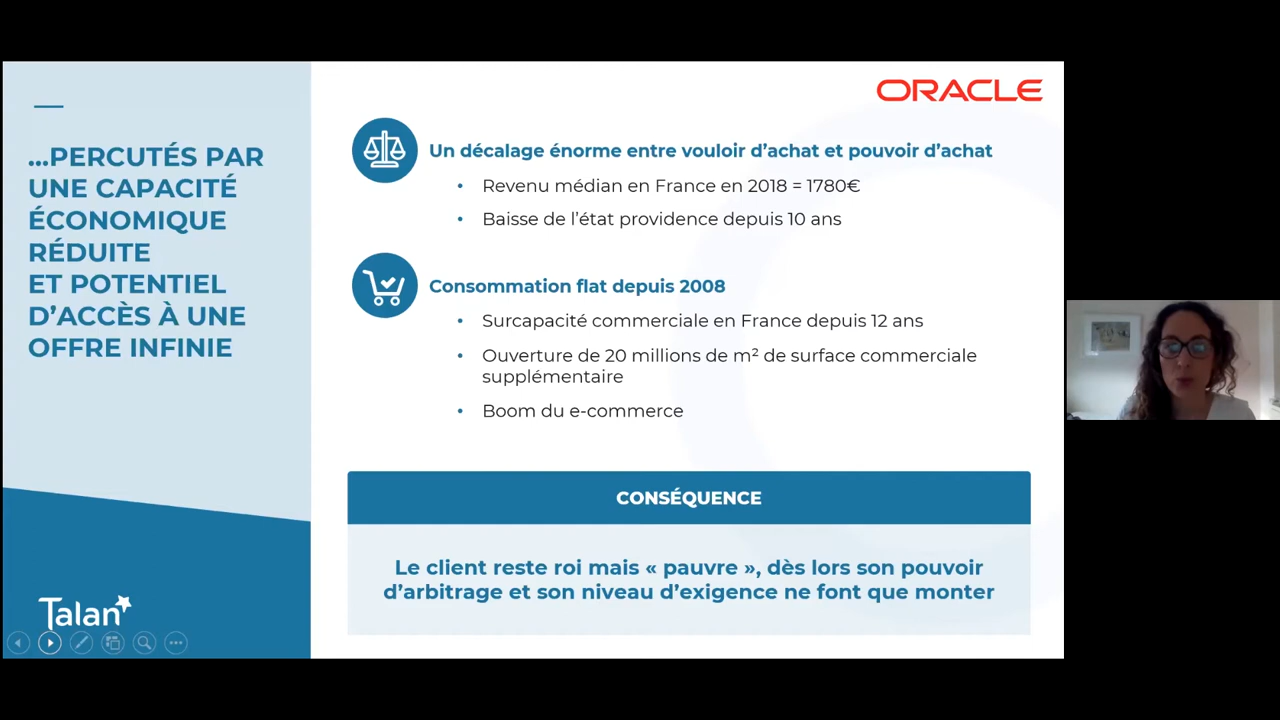 ...PERCUTÉS PAR
UNE CAPACITÉ
ÉCONOMIQUE
RÉDUITE
ET POTENTIEL
D'ACCÈS À UNE
OFFRE INFINIE
Talan
ORACLE
Un décalage énorme entre vouloir d'achat et pouvoir d'achat
• Revenu médian en France en 2018 = 1780€
• Baisse de l'état providence depuis 10 ans
Consommation flat depuis 2008
• Surcapacité commerciale en France depuis 12 ans
• Ouverture de 20 millions de m² de surface commerciale
supplémentaire
• Boom du e-commerce
CONSÉQUENCE
Le client reste roi mais « pauvre », dès lors son pouvoir
d'arbitrage et son niveau d'exigence ne font que monter